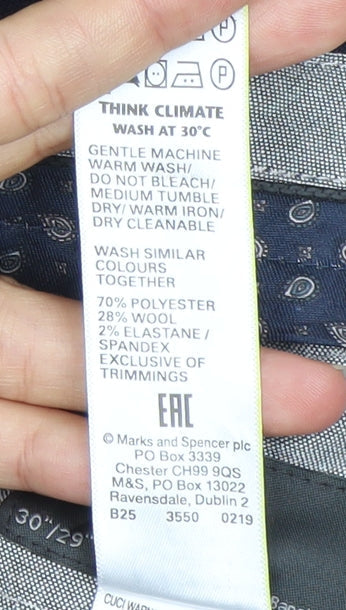 THINK CLIMATE
WASH AT 30°C
GENTLE MACHINE
WARM WASH/
DO NOT BLEACH/
MEDIUM TUMBLE
DRY/ WARM IRON/
DRY CLEANABLE
WASH SIMILAR
COLOURS
TOGETHER
70% POLYESTER
28% WOOL
2% ELASTANE /
SPANDEX
EXCLUSIVE OF
TRIMMINGS
EAC
© Marks and Spencer plc
PO Box 3339
Chester CH99 9QS
M&S, PO Box 13022
Ravensdale, Dublin 2
B25 3550 0219
30"/29"